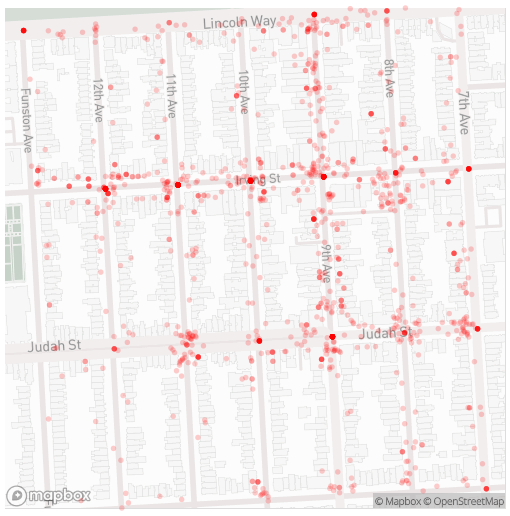 Lincoln Way
Funston Ave
12th Ave
11th Ave
10th Ave
8th Ave
7th Ave
Irving St
9th Ave
Judah St
Judah St
mapbox
© Mapbox © OpenStreetMap